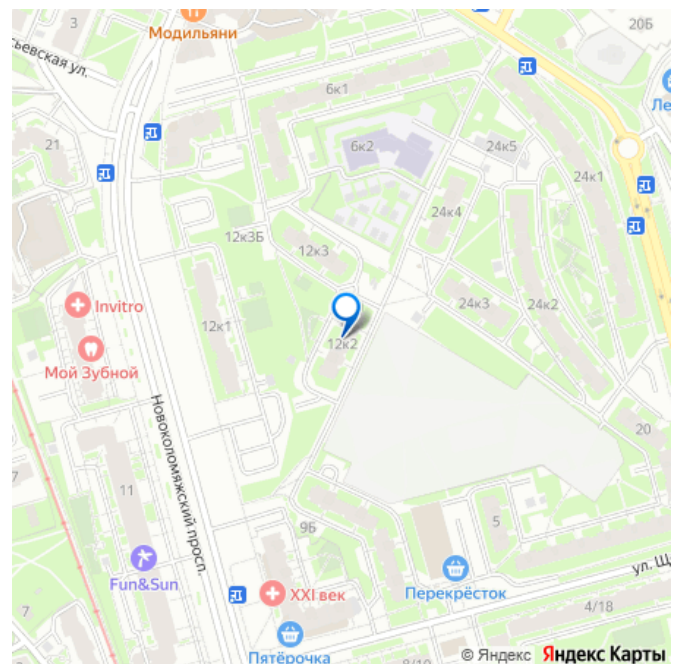 3
Модильяни
20Б
ьевская ул.
6к1
Ле
21
6к2
24к5
24к1
24к4
12к3Б
12к3
24к3
24к2
Invitro
12к1
12к2
Мой Зубной
Новоколомяжский просп.
20
7
11
9Б
5
Fun&Sun
XXI век
Перекрёсток
ул. Щ
7
4/18
Пятёрочка
8/10
© Яндекс Яндекс Карты